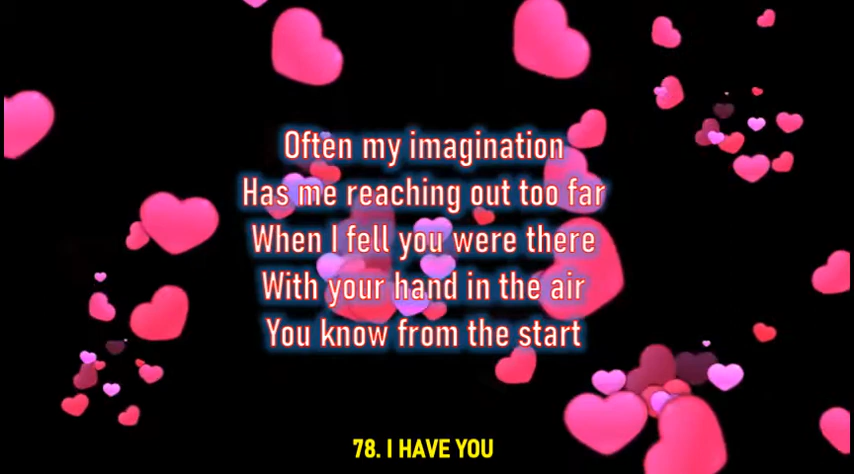 Often my imagination
Has me reaching out too far
When I fell you were there
With your hand in the air
You know from the start
78. I HAVE YOU